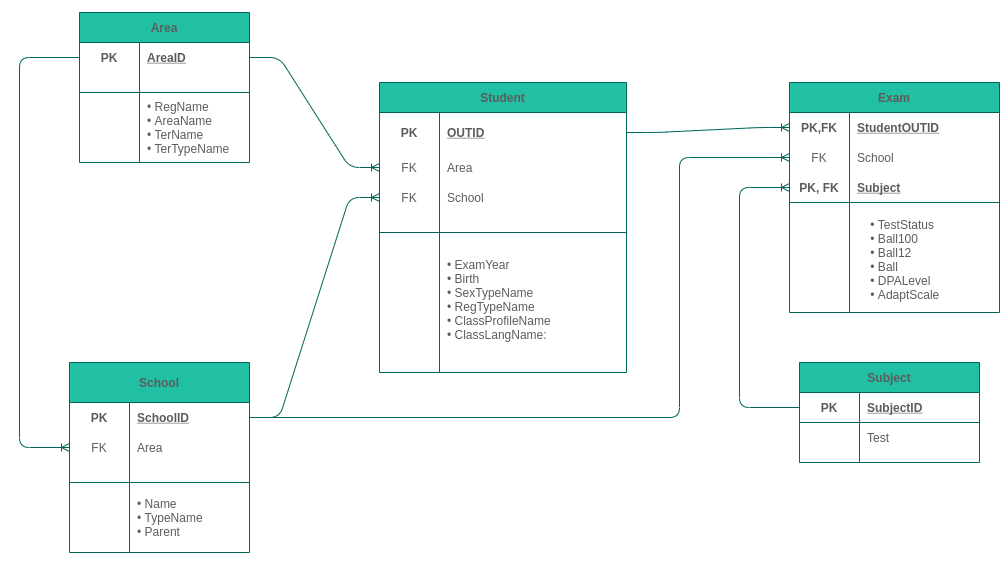 Area
PK AreaID
• RegName
• AreaName
• TerName
• TerTypeName
Student
PK OUTID
FK Area
FK School
• ExamYear
• Birth
• SexTypeName
• RegTypeName
• ClassProfileName
• ClassLangName:
Exam
PK,FK StudentOUTID
FK School
PK, FK Subject
• TestStatus
• Ball100
• Ball12
• Ball
• DPALevel
• AdaptScale
School
PK SchoolID
FK Area
• Name
• TypeName
• Parent
Subject
PK SubjectID
Test